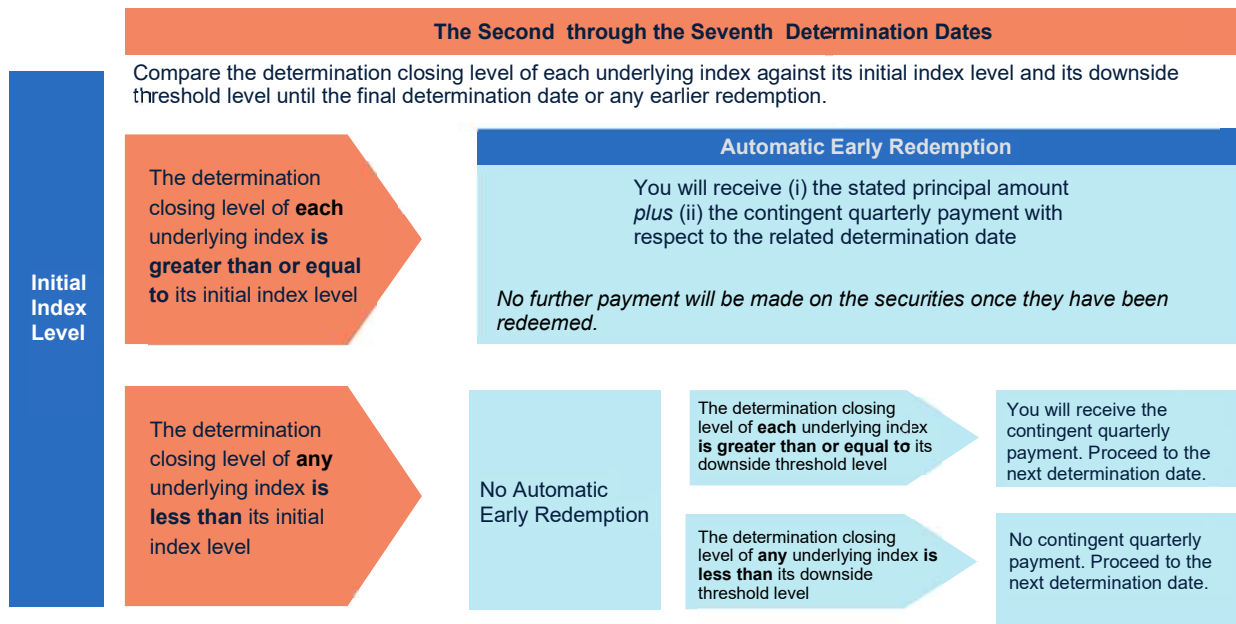 The Second through the Seventh Determination Dates
Compare the determination closing level of each underlying index against its initial index level and its downside
threshold level until the final determination date or any earlier redemption.
Initial
Index
Level
The determination
closing level of each
underlying index is
greater than or equal
to its initial index level
Automatic Early Redemption
You will receive (i) the stated principal amount
plus (ii) the contingent quarterly payment with
respect to the related determination date
No further payment will be made on the securities once they have been
redeemed.
The determination
closing level of any
underlying index is
less than its initial
index level
No Automatic
Early Redemption
The determination closing
level of each underlying index
is greater than or equal to its
downside threshold level
You will receive the
contingent quarterly
payment. Proceed to the
next determination date.
The determination closing
level of any underlying index is
less than its downside
threshold level
No contingent quarterly
payment. Proceed to the
next determination date.